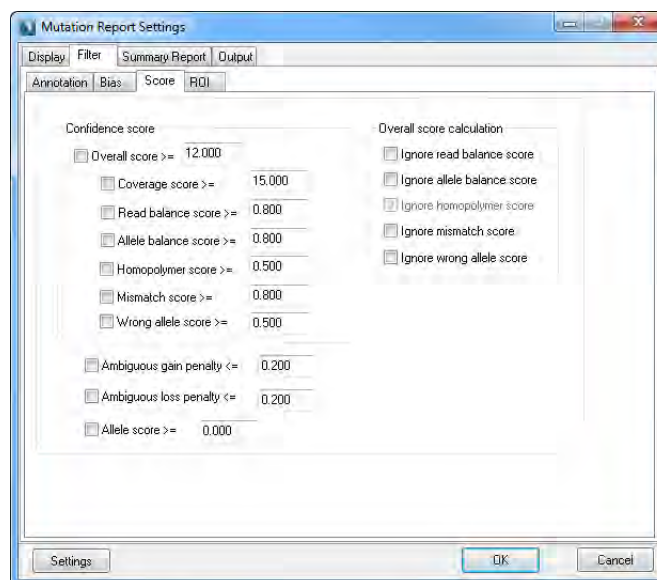 Mutation Report Settings
Display Filter Summary Report Output
Annotation Bias Score ROI
Confidence score
Overall score >= 12.000
Coverage score >= 15.000
Read balance score >= 0.800
Allele balance score >= 0.800
Homopolymer score >= 0.500
Mismatch score >= 0.800
Wrong allele score >= 0.500
Ambiguous gain penalty <= 0.200
Ambiguous loss penalty <= 0.200
Allele score >= 0.000
Overall score calculation
Ignore read balance score
Ignore allele balance score
Ignore homopolymer score
Ignore mismatch score
Ignore wrong allele score
Settings OK Cancel